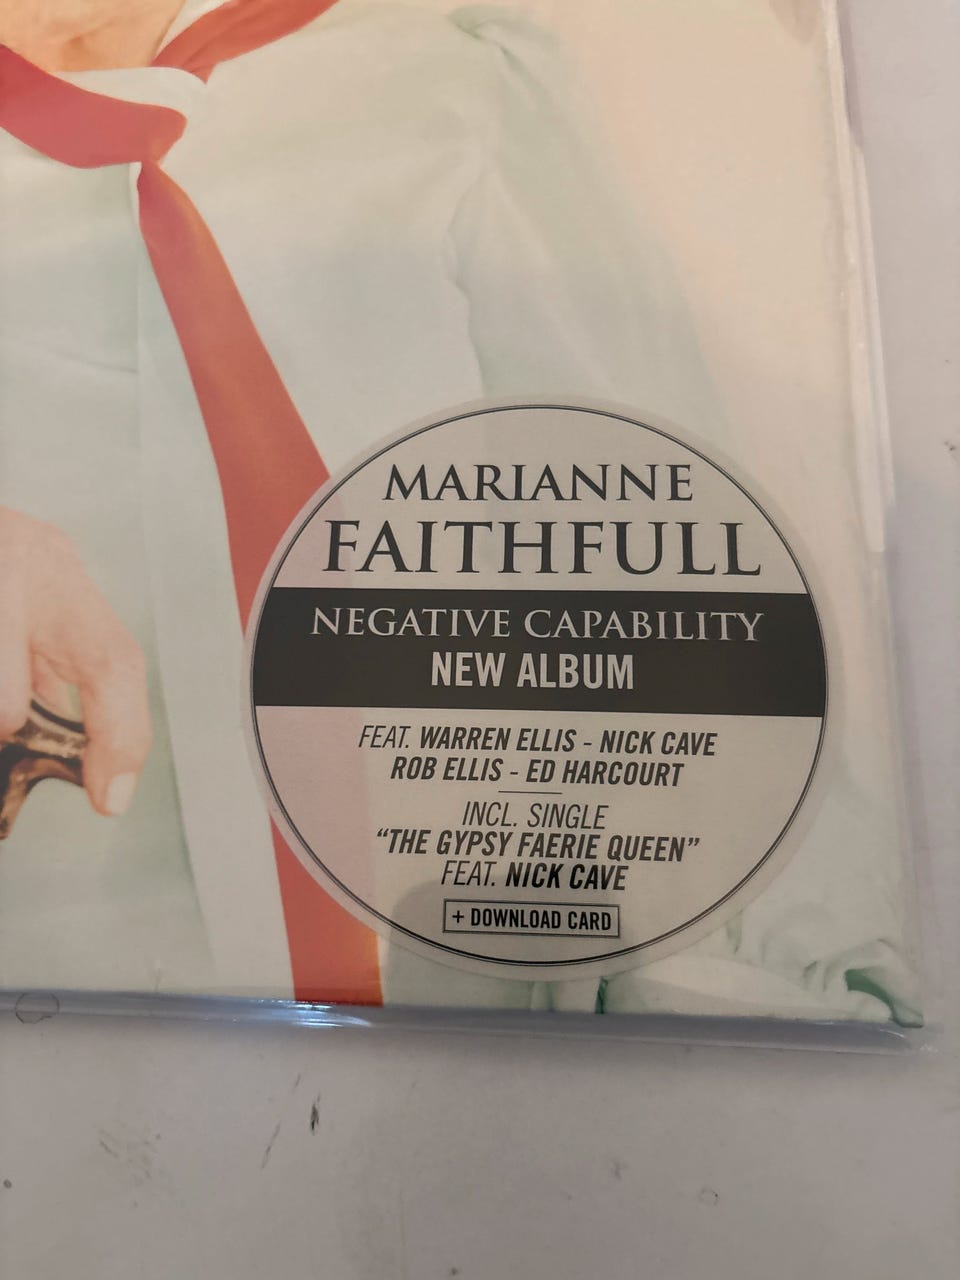 MARIANNE
FAITHFULL
NEGATIVE CAPABILITY
NEW ALBUM
FEAT. WARREN ELLIS - NICK CAVE
ROB ELLIS - ED HARCOURT
INCL. SINGLE
"THE GYPSY FAERIE QUEEN"
FEAT. NICK CAVE
+ DOWNLOAD CARD